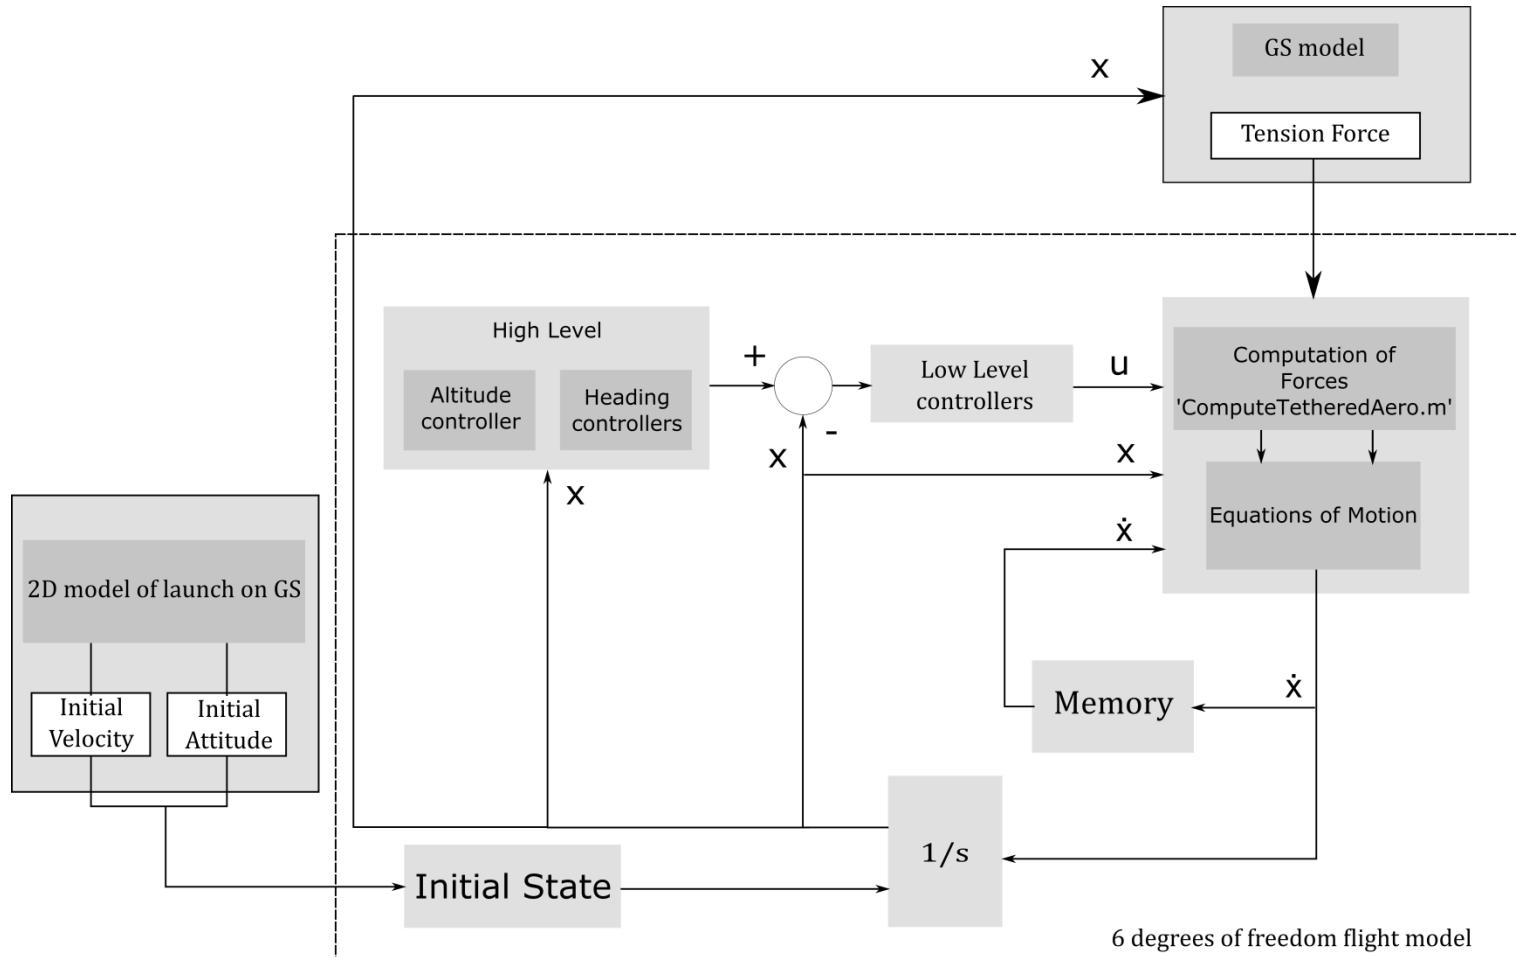 GS model
x
Tension Force
High Level
Altitude
controller
Heading
controllers
+
-
Low Level
controllers
u
Computation of
Forces
'ComputeTetheredAero.m'
x
x
x
ẋ
Equations of Motion
2D model of launch on GS
Initial
Velocity
Initial
Attitude
Memory
ẋ
1/s
Initial State
6 degrees of freedom flight model